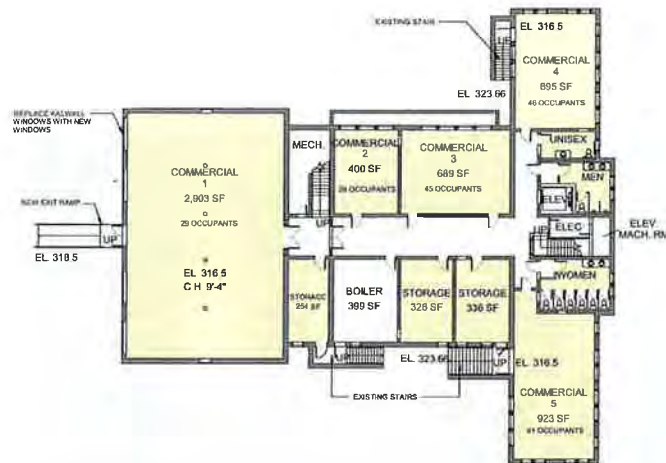 EXISTING STAIR
UP
EL 316.5
COMMERCIAL
4
895 SF
46 OCCUPANTS
EL 323.66
REPLACE KALWALL
WINDOWS WITH NEW
WINDOWS
COMMERCIAL
1
2,903 SF
29 OCCUPANTS
MECH.
COMMERCIAL
2
400 SF
COMMERCIAL
3
689 SF
45 OCCUPANTS
UNISEX
MEN
ELEV
NEW EXIT RAMP
UP
EL 318.5
UP
ELEC
UP
ELEV
MACH. RM
EL 316.5
C H 9'-4"
STORAGE
254 SF
BOILER
399 SF
STORAGE
328 SF
STORAGE
336 SF
WOMEN
UP
EL 323.66
UP
EL 316.5
EXISTING STAIRS
COMMERCIAL
5
923 SF
OCCUPANTS